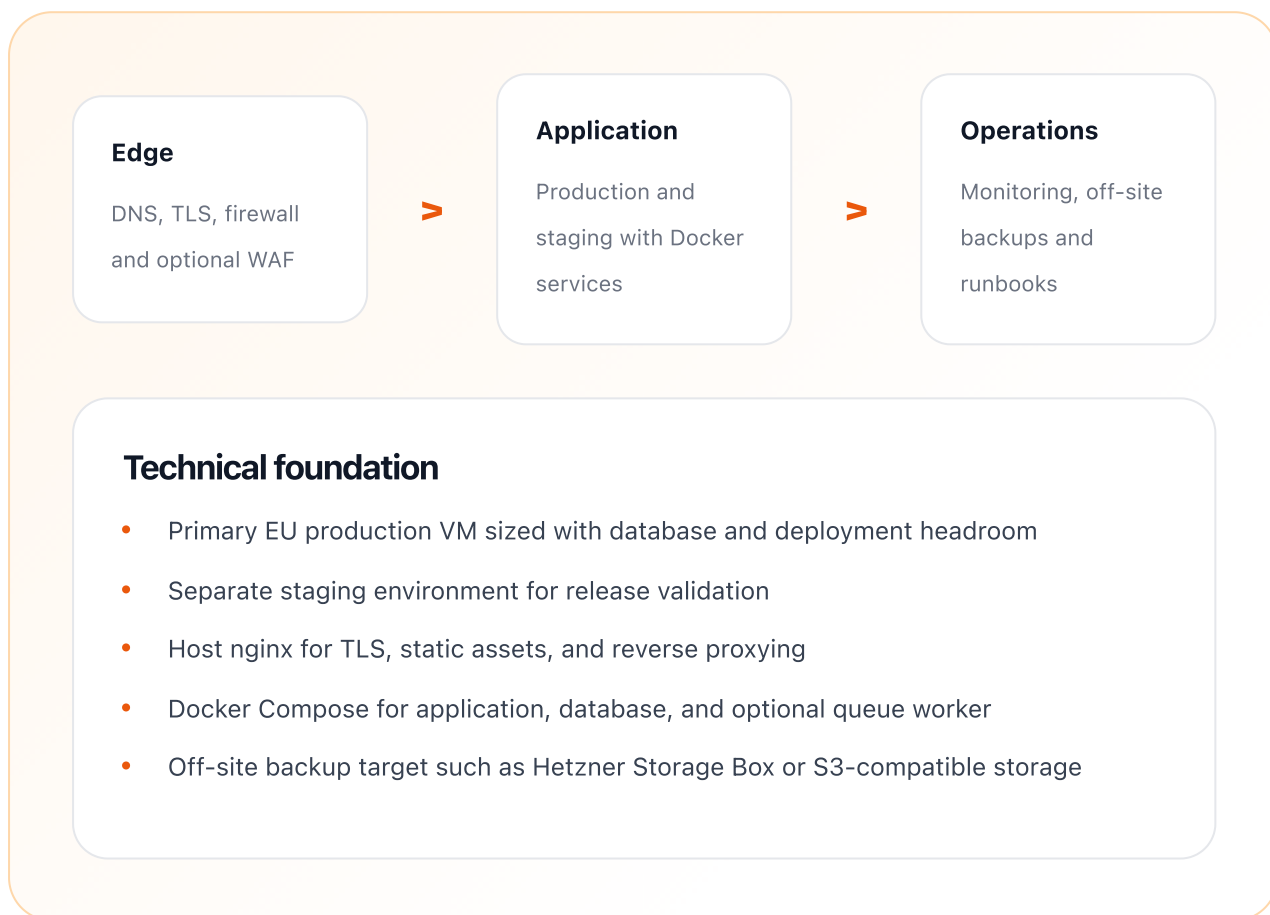 Edge
DNS, TLS, firewall
and optional WAF
>
Application
Production and
staging with Docker
services
>
Operations
Monitoring, off-site
backups and
runbooks
Technical foundation
• Primary EU production VM sized with database and deployment headroom
• Separate staging environment for release validation
• Host nginx for TLS, static assets, and reverse proxying
• Docker Compose for application, database, and optional queue worker
• Off-site backup target such as Hetzner Storage Box or S3-compatible storage